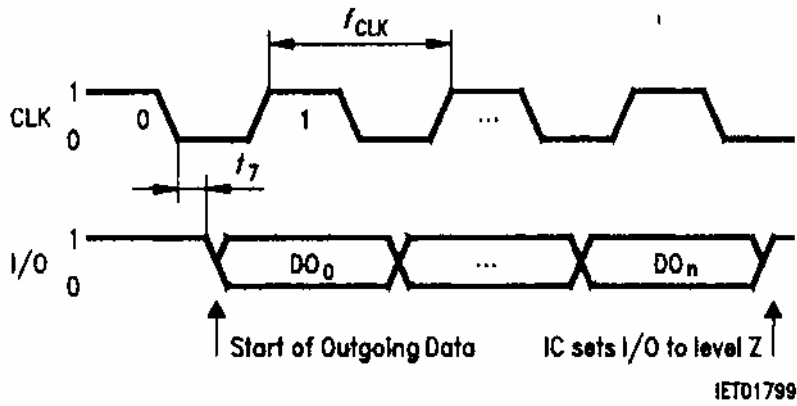 fCLK
1
CLK 0 1 ...
0
t7
1
I/O DO0 ... DOn
0
Start of Outgoing Data IC sets I/O to level Z
IET01799